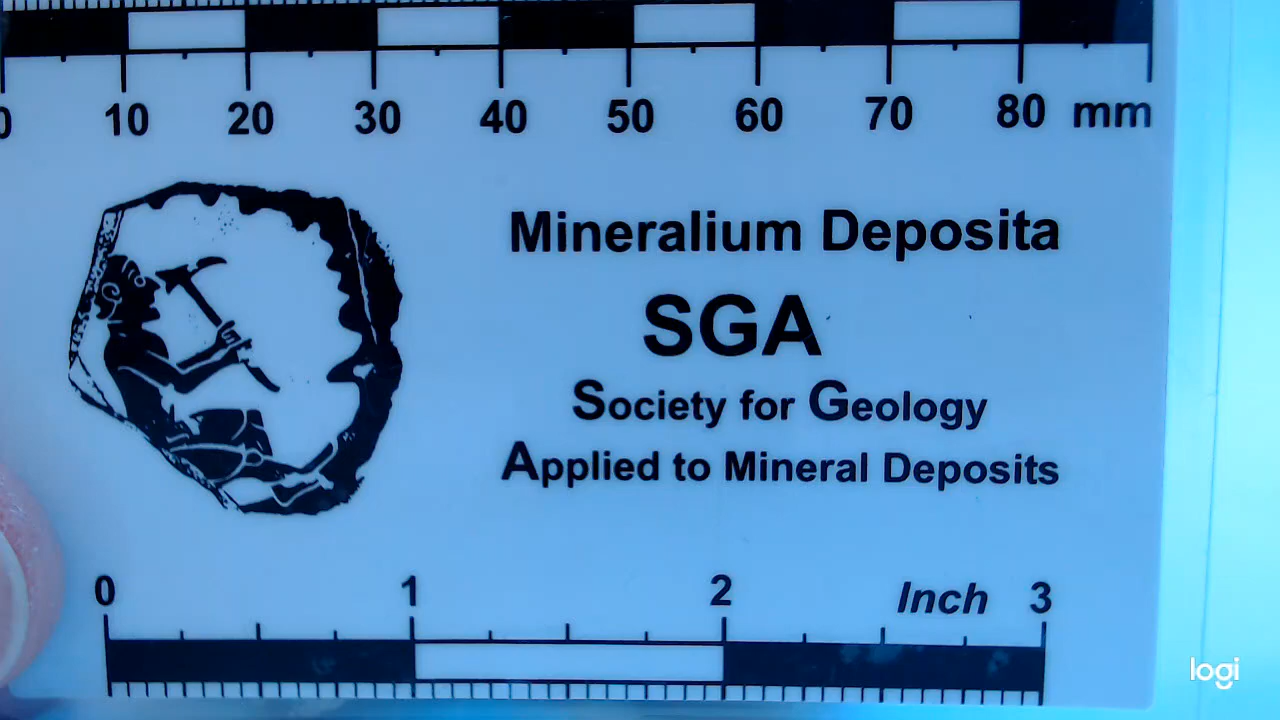 0 10 20 30 40 50 60 70 80 mm
Mineralium Deposita
SGA
Society for Geology
Applied to Mineral Deposits
0 1 2 Inch 3
logi